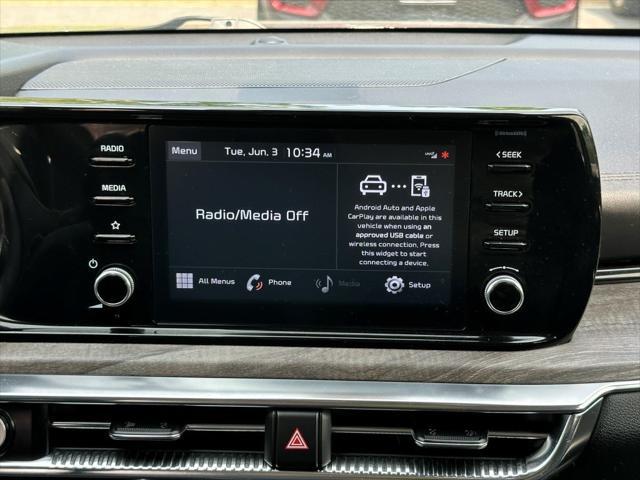 SiriusXM
RADIO
MEDIA
Menu
Tue, Jun. 3 10:34 AM
Radio/Media Off
Android Auto and Apple
CarPlay are available in this
vehicle when using an
approved USB cable or
wireless connection. Press
this widget to start
connecting a device.
All Menus
Phone
Media
Setup
< SEEK
TRACK >
SETUP